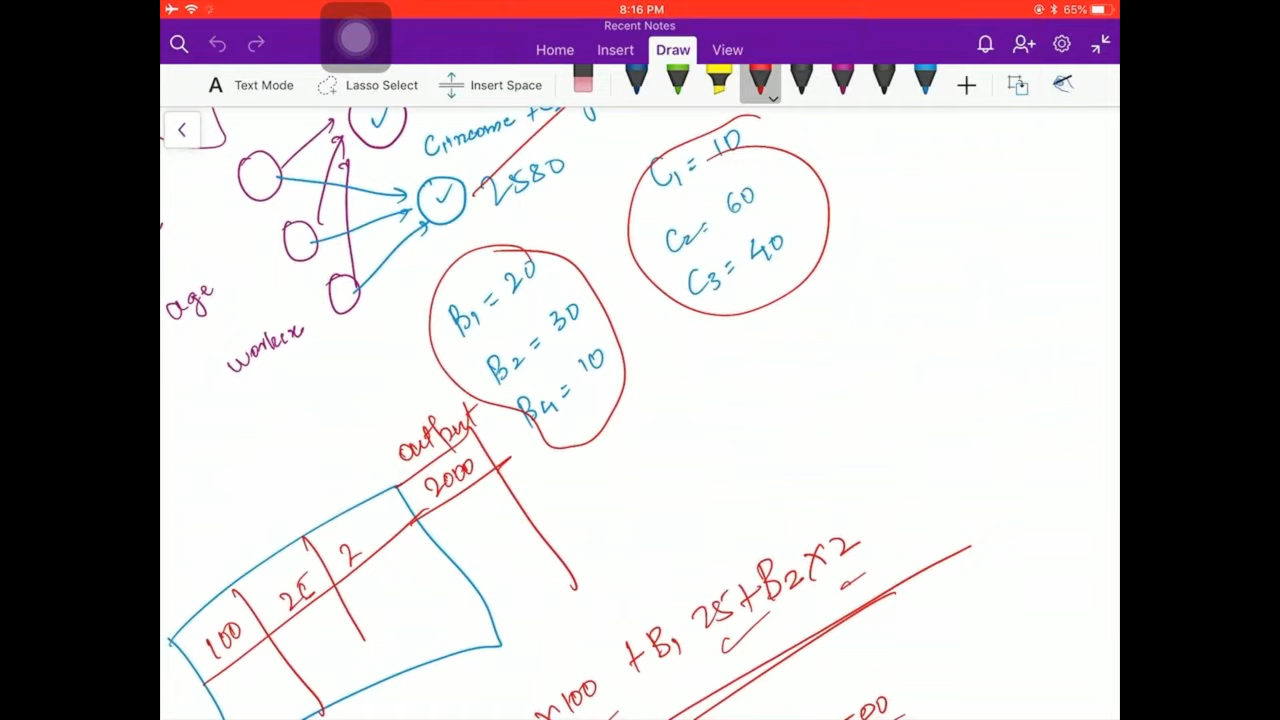 8:16 PM
65%
Recent Notes
Home Insert Draw View
A Text Mode Lasso Select Insert Space
2580
C1 = 10
C2 = 60
C3 = 40
B1 = 20
B2 = 30
B4 = 10
age
workex
output
100 25 2 2000
+ B1 25 + B2 x 2
x100